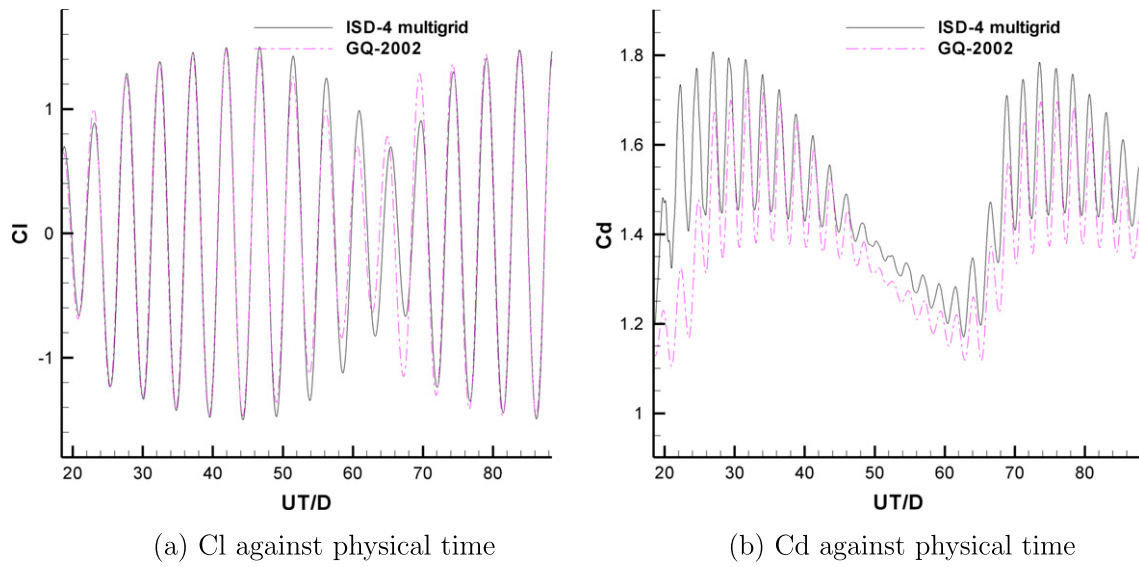 ISD-4 multigrid
GQ-2002
1
0
-1
Cl
20 30 40 50 60 70 80
UT/D
(a) Cl against physical time
ISD-4 multigrid
GQ-2002
1.8
1.6
1.4
1.2
1
Cd
20 30 40 50 60 70 80
UT/D
(b) Cd against physical time